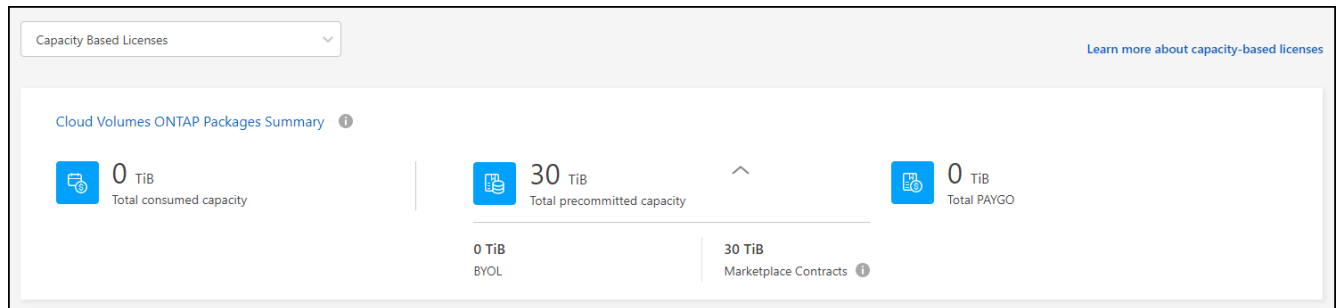 Capacity Based Licenses
Learn more about capacity-based licenses
Cloud Volumes ONTAP Packages Summary
0 TiB
Total consumed capacity
30 TiB
Total precommitted capacity
0 TiB
Total PAYGO
0 TiB
BYOL
30 TiB
Marketplace Contracts